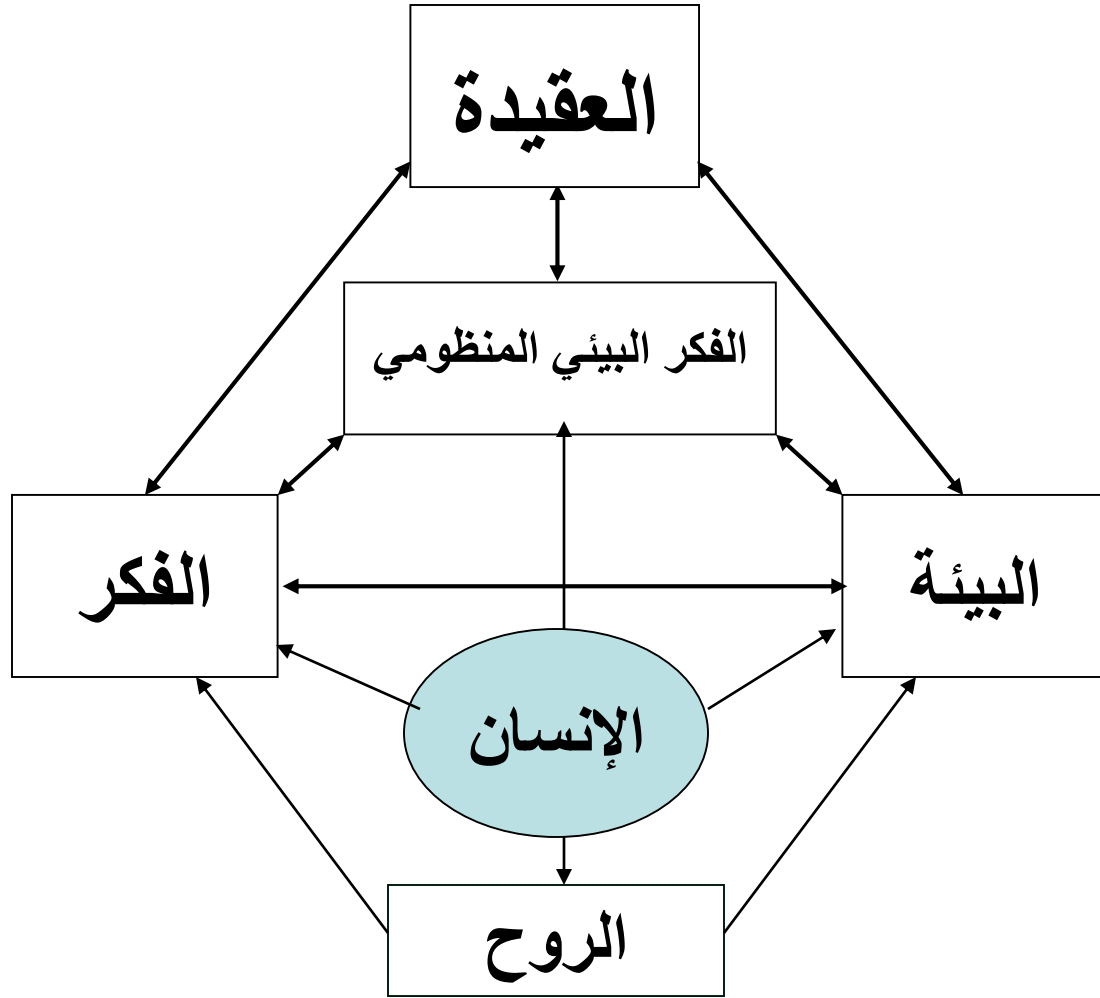 العقيدة
الفكر البيئي المنظومي
البيئة
الفكر
الإنسان
الروح